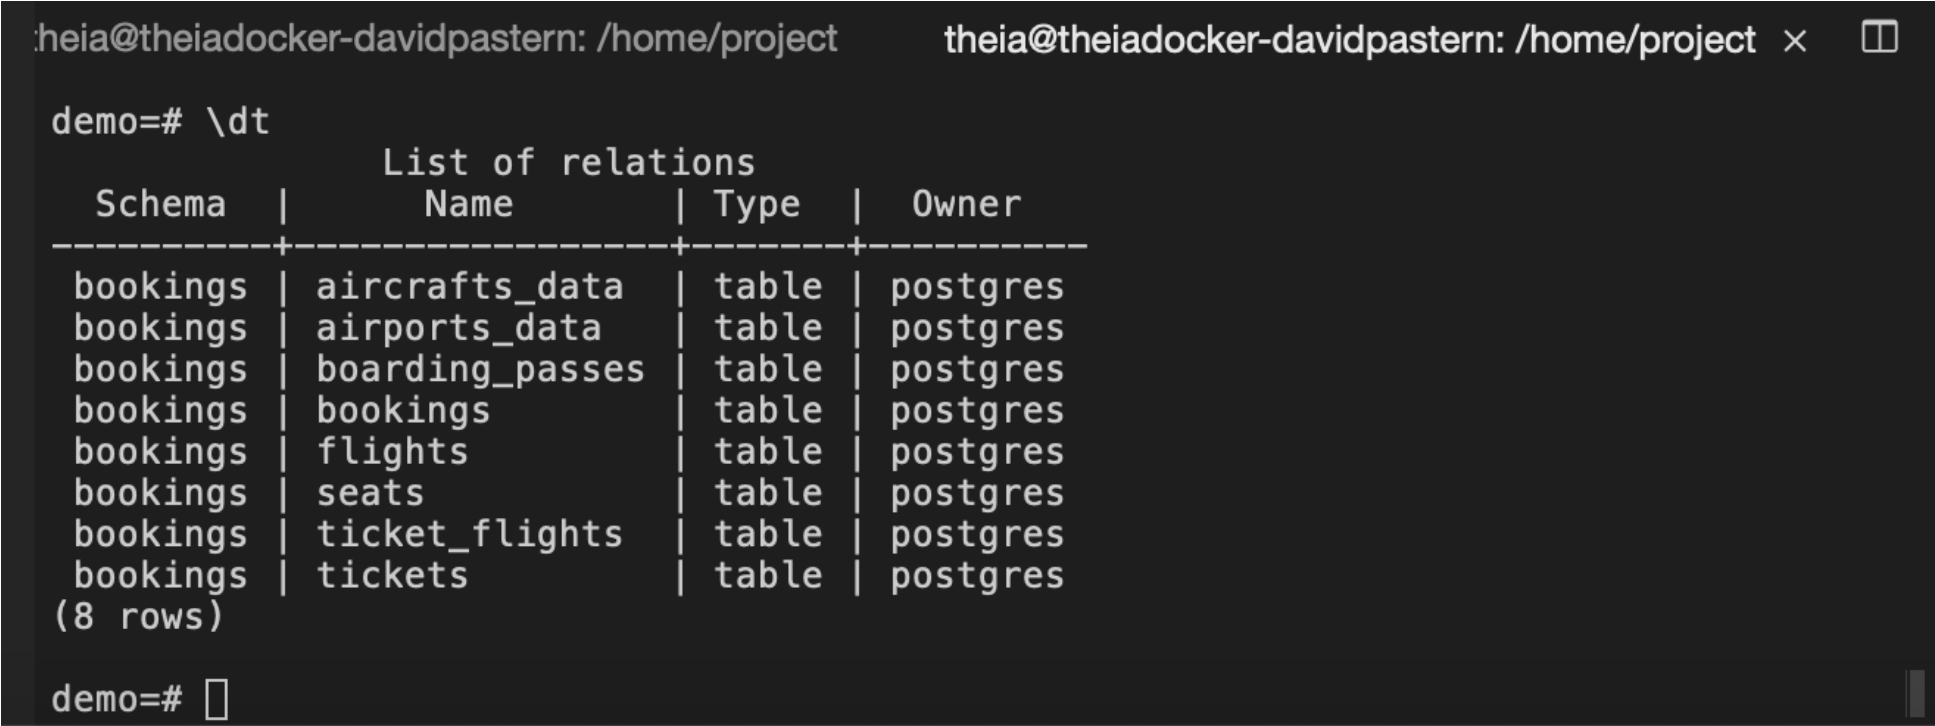 theia@theiadocker-davidpastern: /home/project theia@theiadocker-davidpastern: /home/project ×
demo=# \dt
List of relations
Schema | Name | Type | Owner
----------+-----------------+-------+----------
bookings | aircrafts_data | table | postgres
bookings | airports_data | table | postgres
bookings | boarding_passes | table | postgres
bookings | bookings | table | postgres
bookings | flights | table | postgres
bookings | seats | table | postgres
bookings | ticket_flights | table | postgres
bookings | tickets | table | postgres
(8 rows)
demo=#